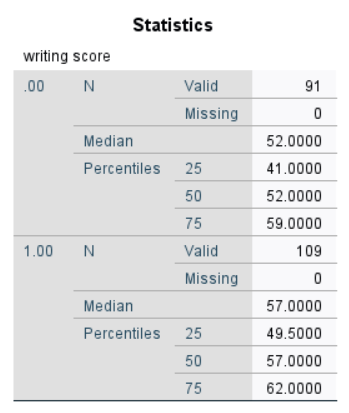 Statistics
writing score
.00 N Valid 91
Missing 0
Median 52.0000
Percentiles 25 41.0000
50 52.0000
75 59.0000
1.00 N Valid 109
Missing 0
Median 57.0000
Percentiles 25 49.5000
50 57.0000
75 62.0000